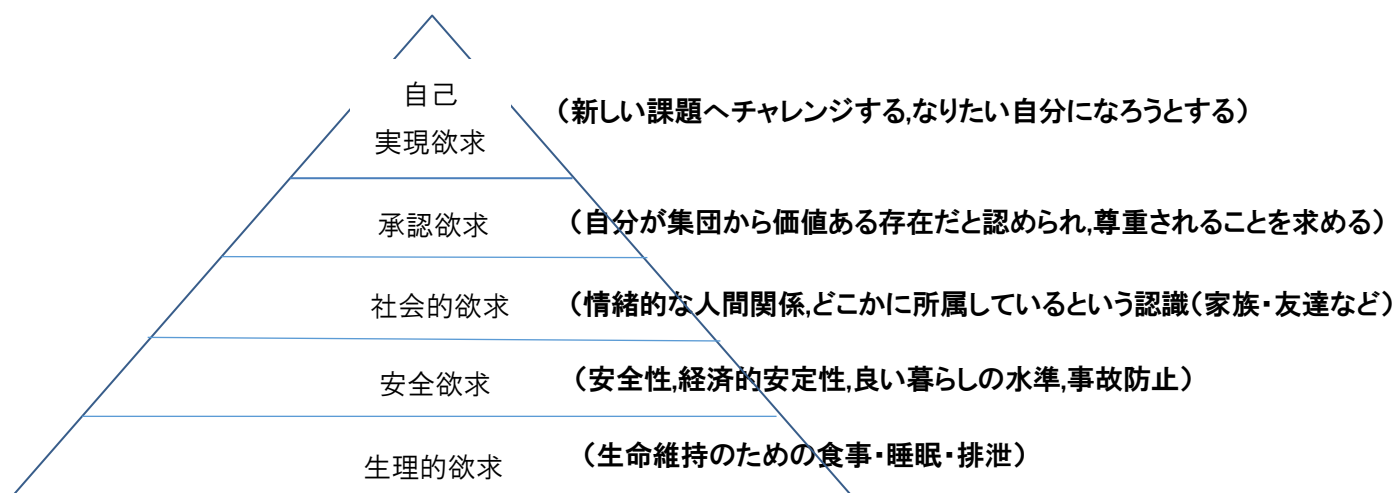 自己
実現欲求
（新しい課題へチャレンジする,なりたい自分になろうとする）
承認欲求
（自分が集団から価値ある存在だと認められ,尊重されることを求める）
社会的欲求
（情緒的な人間関係,どこかに所属しているという認識（家族・友達など）
安全欲求
（安全性,経済的安定性,良い暮らしの水準,事故防止）
生理的欲求
（生命維持のための食事・睡眠・排泄）